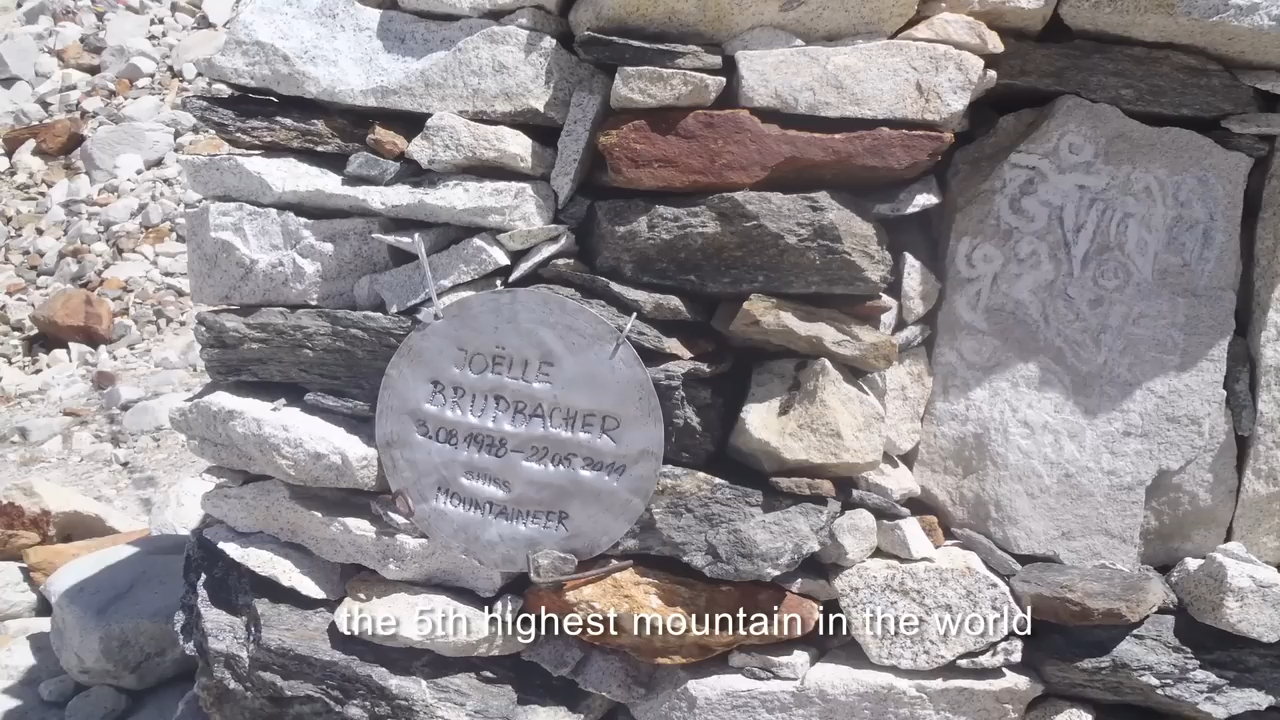 JOËLLE
BRUPBACHER
3.08.1978–22.05.2011
SWISS
MOUNTAINEER
the 5th highest mountain in the world